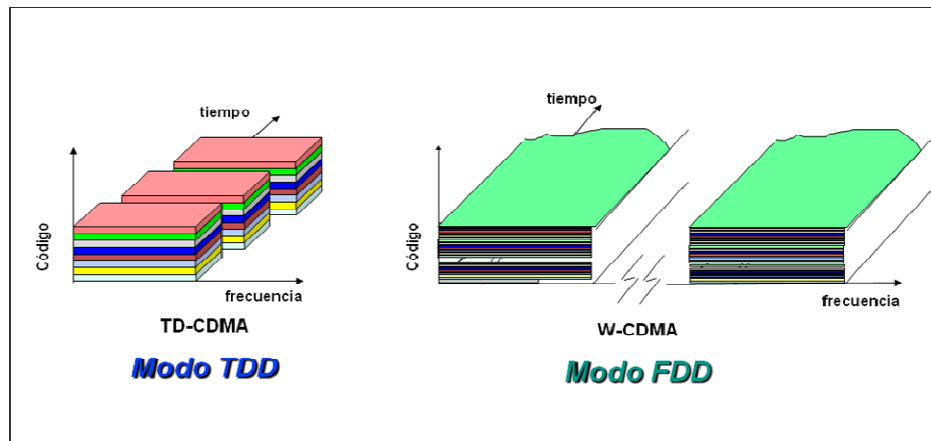 tiempo
Código
frecuencia
TD-CDMA
Modo TDD
tiempo
Código
frecuencia
W-CDMA
Modo FDD